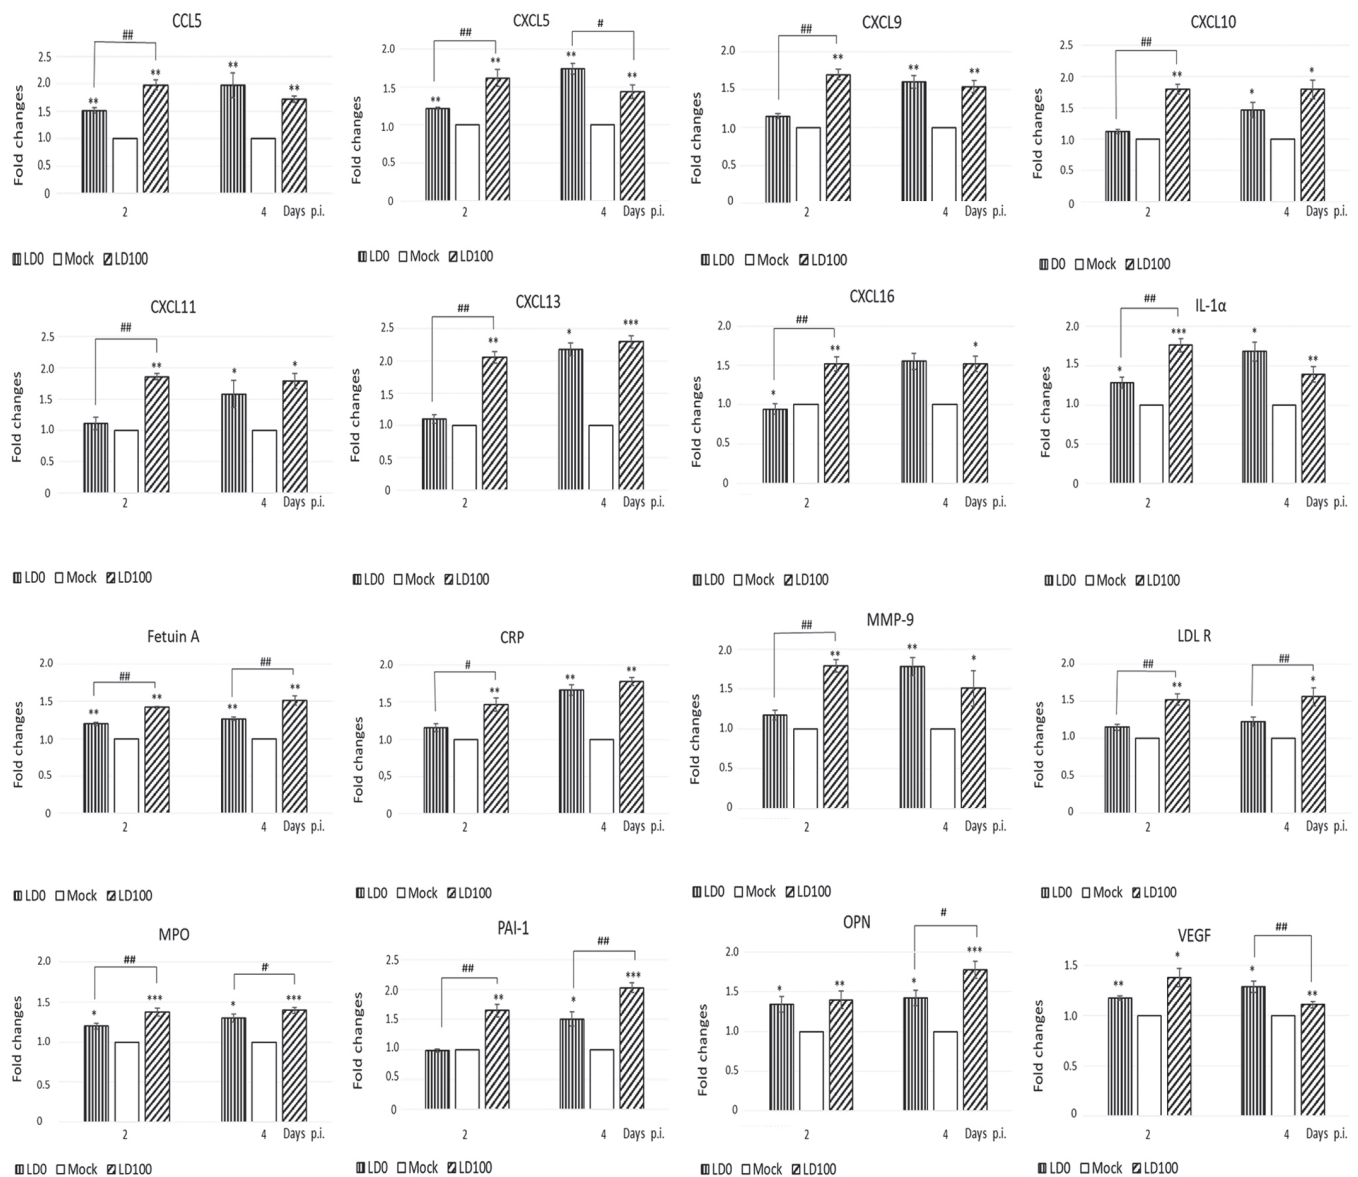 CCL5
##
Fold changes
2.5
2.0
1.5
1.0
0.5
0
**
**
**
**
2
4
Days p.i.
LD0 Mock LD100
CXCL5
##
#
Fold changes
2.0
1.5
1.0
0.5
0
**
**
**
**
2
4
Days p.i.
LD0 Mock LD100
CXCL9
##
Fold changes
2.0
1.5
1.0
0.5
0
**
**
**
2
4
Days p.i.
LD0 Mock LD100
CXCL10
##
Fold changes
2.5
2.0
1.5
1.0
0.5
0
**
*
*
2
4
Days p.i.
D0 Mock LD100
CXCL11
##
Fold changes
2.5
2.0
1.5
1.0
0.5
0
**
*
*
2
4
Days p.i.
LD0 Mock LD100
CXCL13
##
Fold changes
2.5
2.0
1.5
1.0
0.5
0
**
*
***
2
4
Days p.i.
LD0 Mock LD100
CXCL16
##
Fold changes
2.0
1.5
1.0
0.5
0
*
**
*
2
4
Days p.i.
LD0 Mock LD100
IL-1α
##
Fold changes
2.0
1.5
1.0
0.5
0
*
***
*
**
2
4
Days p.i.
LD0 Mock LD100
Fetuin A
##
##
Fold changes
2.0
1.5
1.0
0.5
0
**
**
**
**
2
4
Days p.i.
LD0 Mock LD100
CRP
#
Fold changes
2.0
1.5
1.0
0,5
0
**
**
**
2
4
Days p.i.
LD0 Mock LD100
MMP-9
##
Fold changes
2.0
1.5
1.0
0.5
0
**
**
*
2
4
Days p.i.
LD0 Mock LD100
LDL R
##
##
Fold changes
2.0
1.5
1.0
0.5
0
**
*
2
4
Days p.i.
LD0 Mock LD100
MPO
##
#
Fold changes
2.0
1.5
1.0
0.5
0
*
***
*
***
2
4
Days p.i.
LD0 Mock LD100
PAI-1
##
##
Fold changes
2.5
2.0
1.5
1.0
0.5
0
**
*
***
2
4
Days p.i.
LD0 Mock LD100
OPN
#
Fold changes
2.0
1.5
1.0
0.5
0
*
**
*
***
2
4
Days p.i.
LD0 Mock LD100
VEGF
##
Fold changes
1.5
1.0
0.5
0
**
*
*
**
2
4
Days p.i.
LD0 Mock LD100